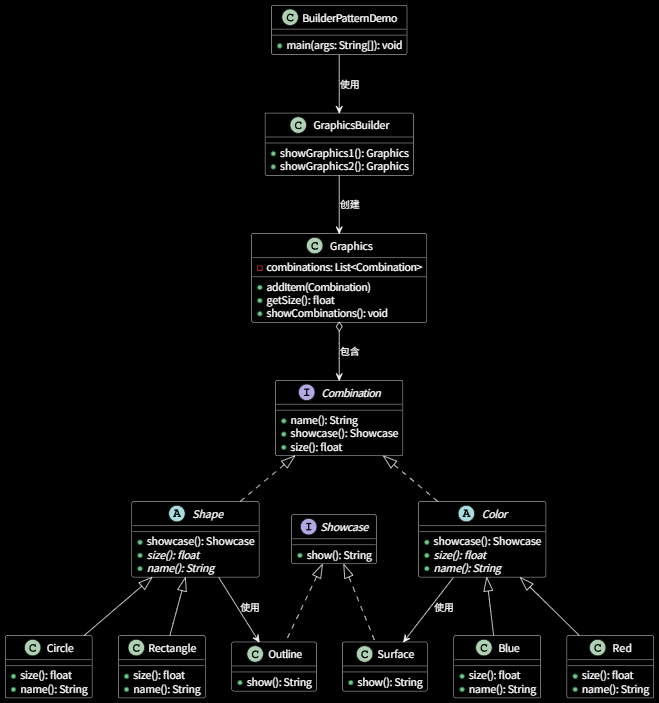 C BuilderPatternDemo
main(args: String[]): void
使用
C GraphicsBuilder
showGraphics1(): Graphics
showGraphics2(): Graphics
创建
C Graphics
combinations: List<Combination>
addItem(Combination)
getSize(): float
showCombinations(): void
包含
I Combination
name(): String
showcase(): Showcase
size(): float
A Shape
showcase(): Showcase
size(): float
name(): String
I Showcase
show(): String
A Color
showcase(): Showcase
size(): float
name(): String
使用
使用
C Circle
size(): float
name(): String
C Rectangle
size(): float
name(): String
C Outline
show(): String
C Surface
show(): String
C Blue
size(): float
name(): String
C Red
size(): float
name(): String